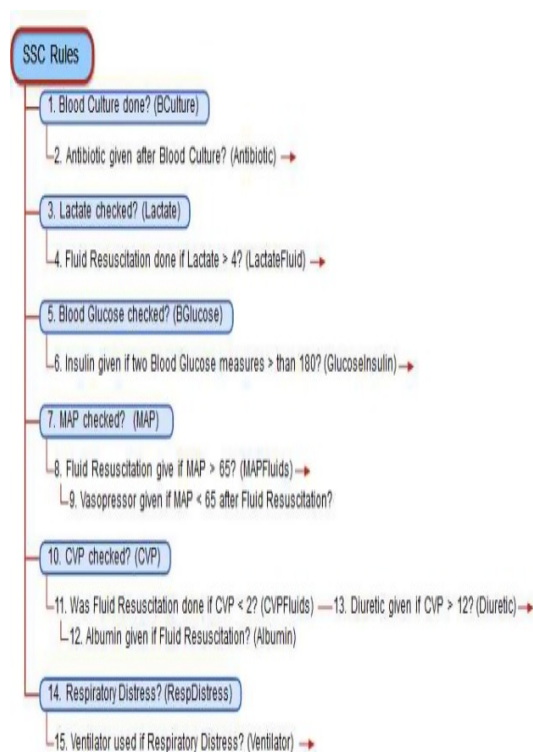 SSC Rules
1. Blood Culture done? (BCulture)
2. Antibiotic given after Blood Culture? (Antibiotic)
3. Lactate checked? (Lactate)
4. Fluid Resuscitation done if Lactate > 4? (LactateFluid)
5. Blood Glucose checked? (BGlucose)
6. Insulin given if two Blood Glucose measures > than 180? (GlucoseInsulin)
7. MAP checked? (MAP)
8. Fluid Resuscitation give if MAP > 65? (MAPFluids)
9. Vasopressor given if MAP < 65 after Fluid Resuscitation?
10. CVP checked? (CVP)
11. Was Fluid Resuscitation done if CVP < 2? (CVPFluids) 13. Diuretic given if CVP > 12? (Diuretic)
12. Albumin given if Fluid Resuscitation? (Albumin)
14. Respiratory Distress? (RespDistress)
15. Ventilator used if Respiratory Distress? (Ventilator)